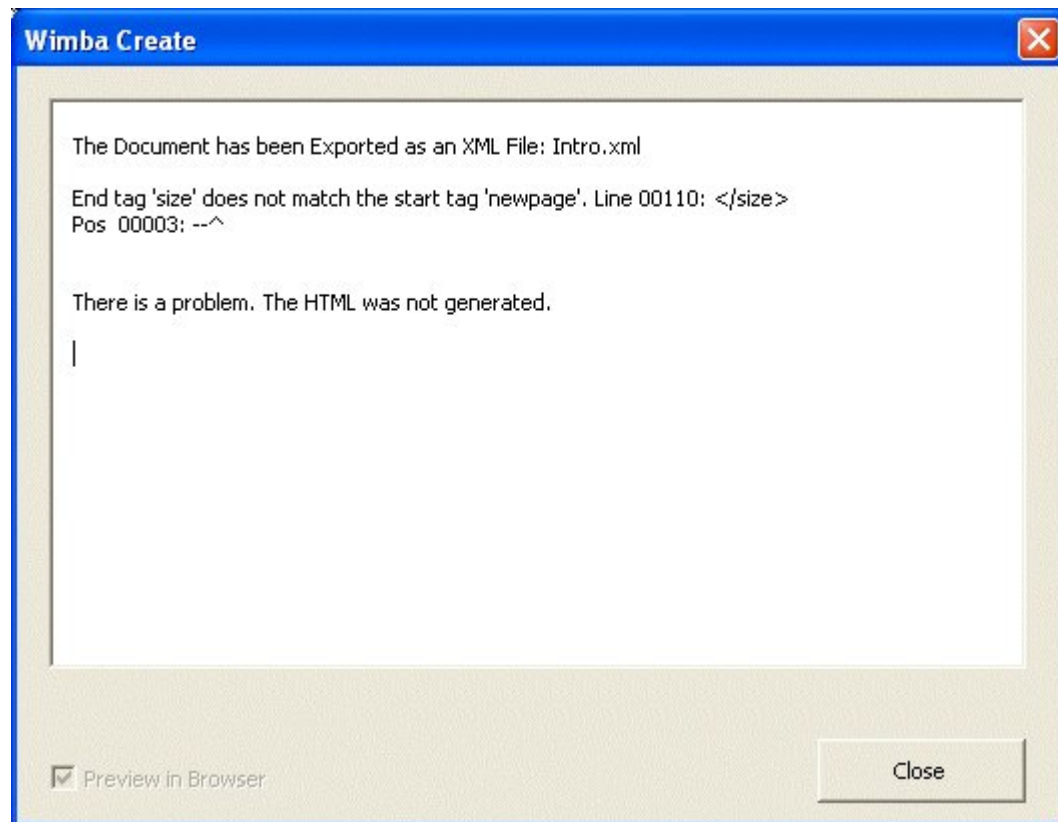 Wimba Create
The Document has been Exported as an XML File: Intro.xml
End tag 'size' does not match the start tag 'newpage'. Line 00110: </size>
Pos  00003: --^
There is a problem. The HTML was not generated.
Preview in Browser
Close